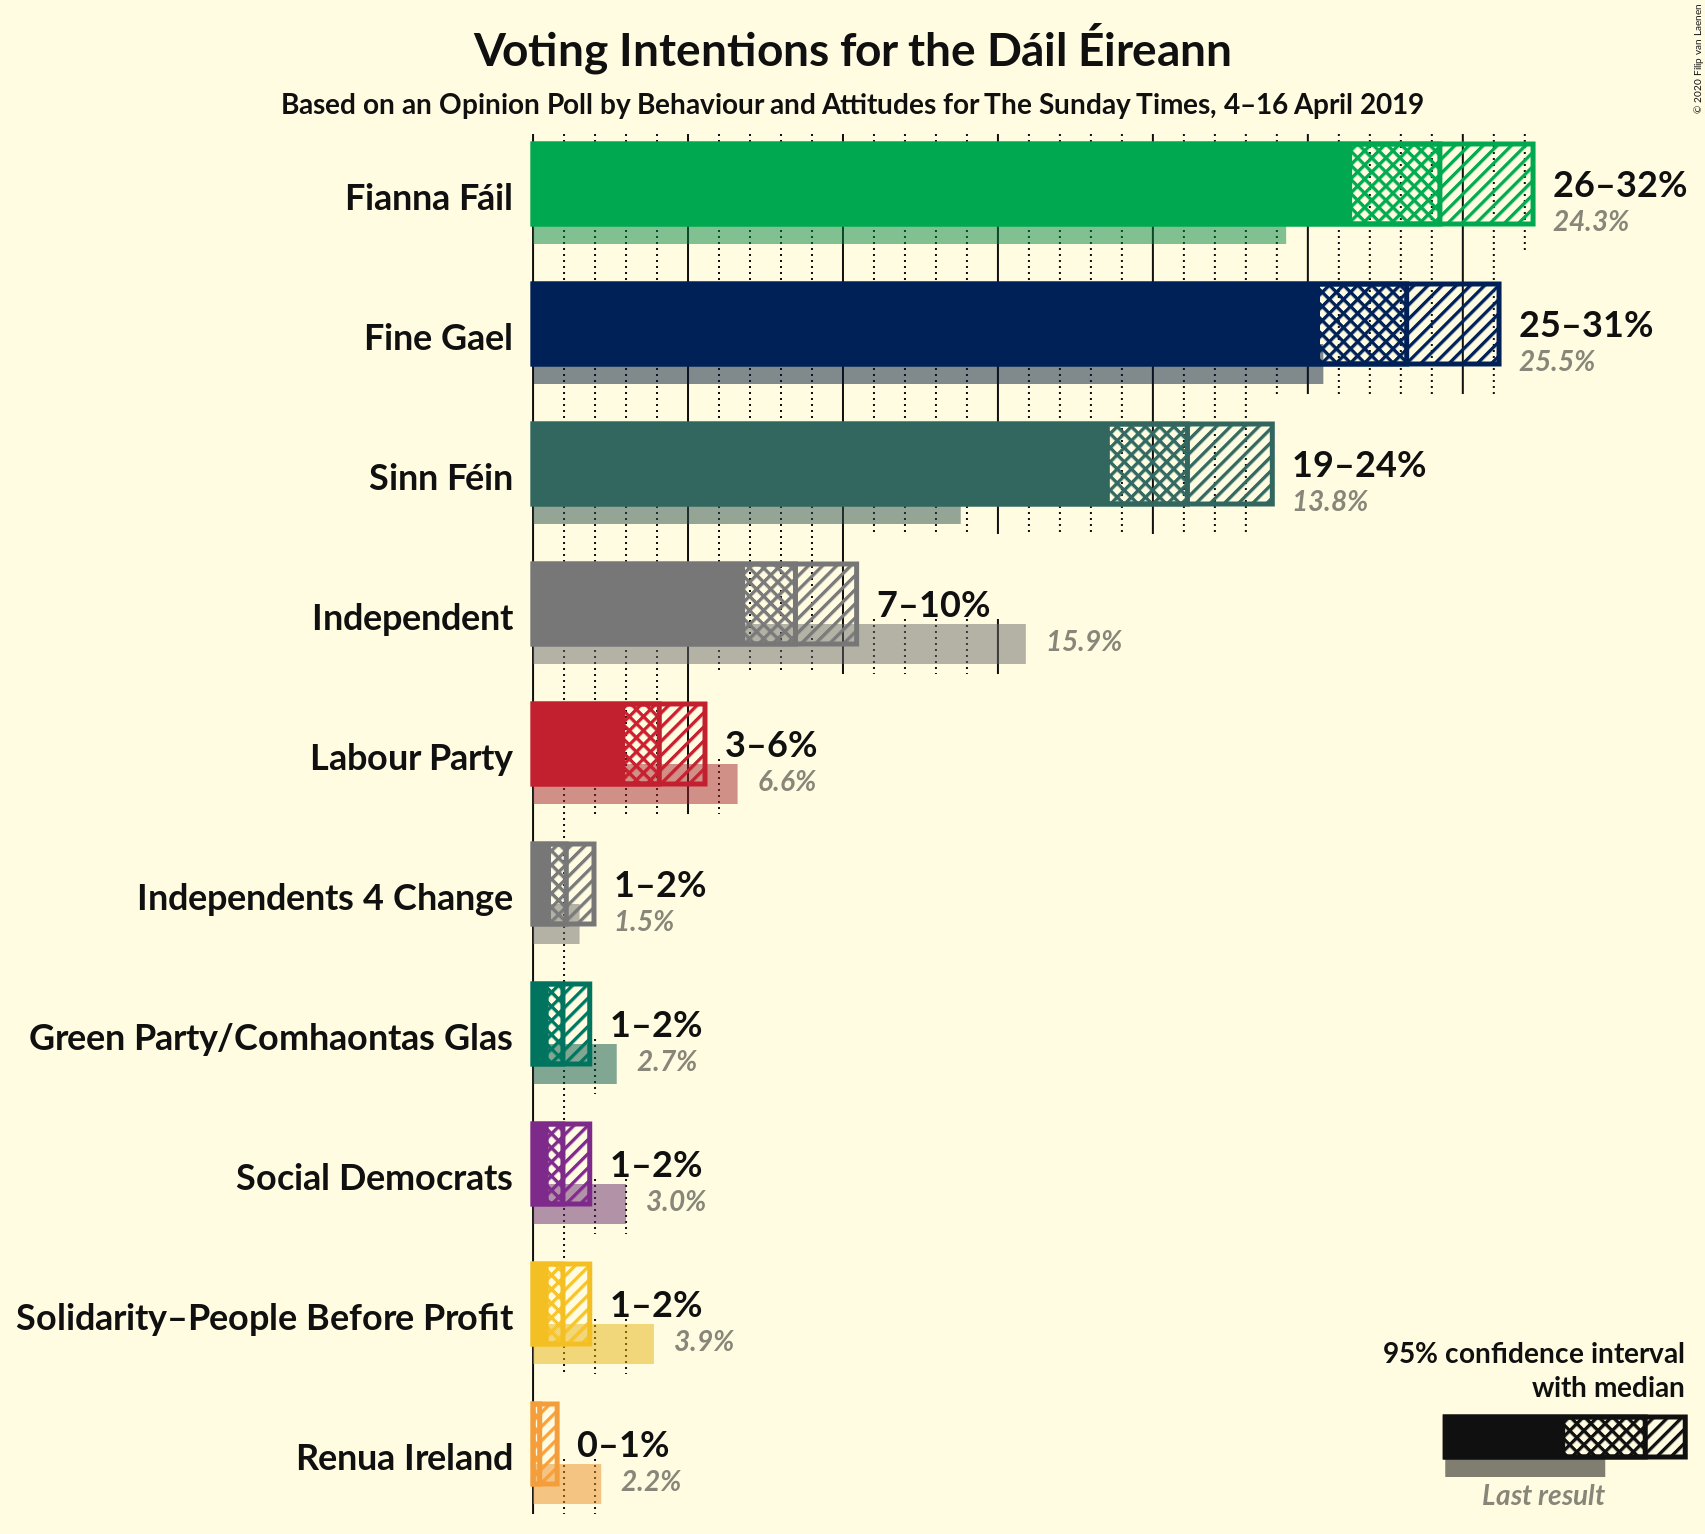 Voting Intentions for the Dáil Éireann
Based on an Opinion Poll by Behaviour and Attitudes for The Sunday Times, 4–16 April 2019
© 2020 Filip van Laenen
Fianna Fáil
26–32%
24.3%
Fine Gael
25–31%
25.5%
Sinn Féin
19–24%
13.8%
Independent
7–10%
15.9%
Labour Party
3–6%
6.6%
Independents 4 Change
1–2%
1.5%
Green Party/Comhaontas Glas
1–2%
2.7%
Social Democrats
1–2%
3.0%
Solidarity–People Before Profit
1–2%
3.9%
Renua Ireland
0–1%
2.2%
95% confidence interval
with median
Last result